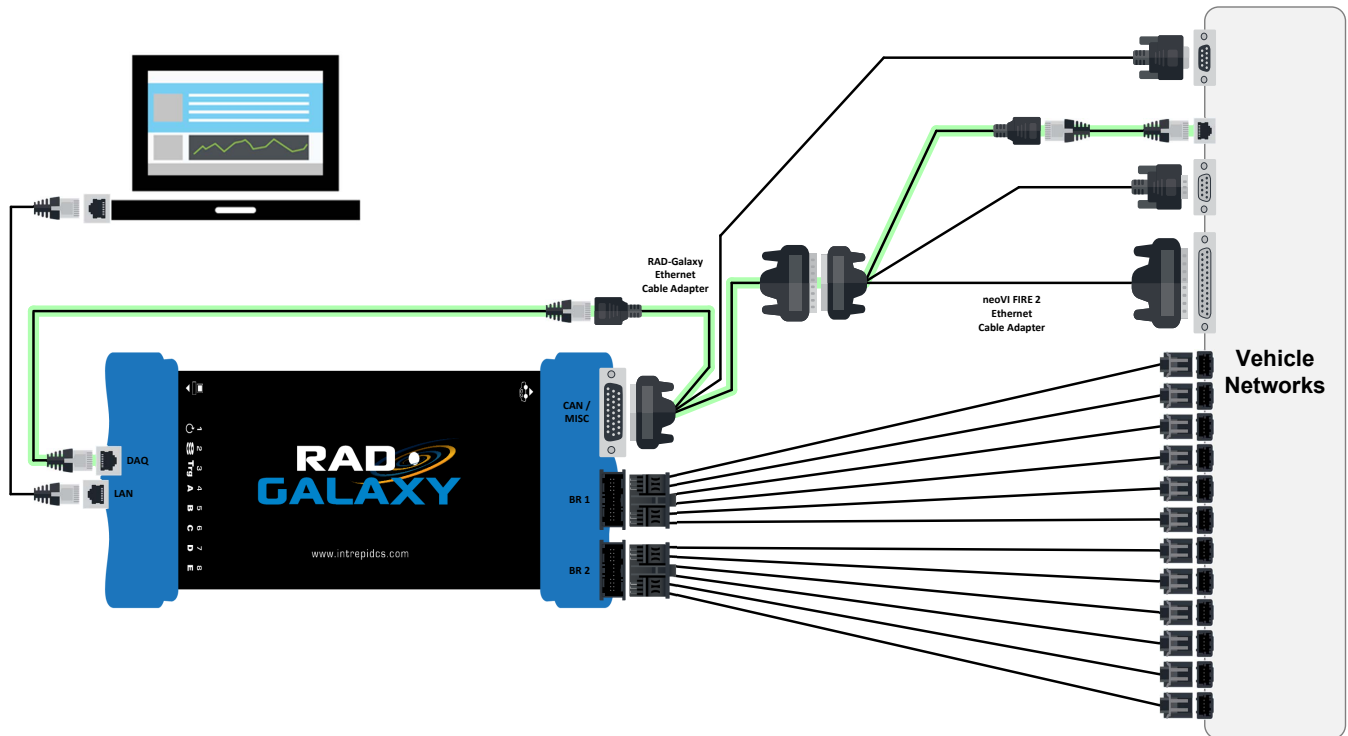 RAD-Galaxy
Ethernet
Cable Adapter
neoVI FIRE 2
Ethernet
Cable Adapter
Vehicle
Networks
CAN /
MISC
DAQ
LAN
1
2
Trg 3
A 4
B 5
C 6
D 7
E 8
RAD
GALAXY
www.intrepidcs.com
BR 1
BR 2